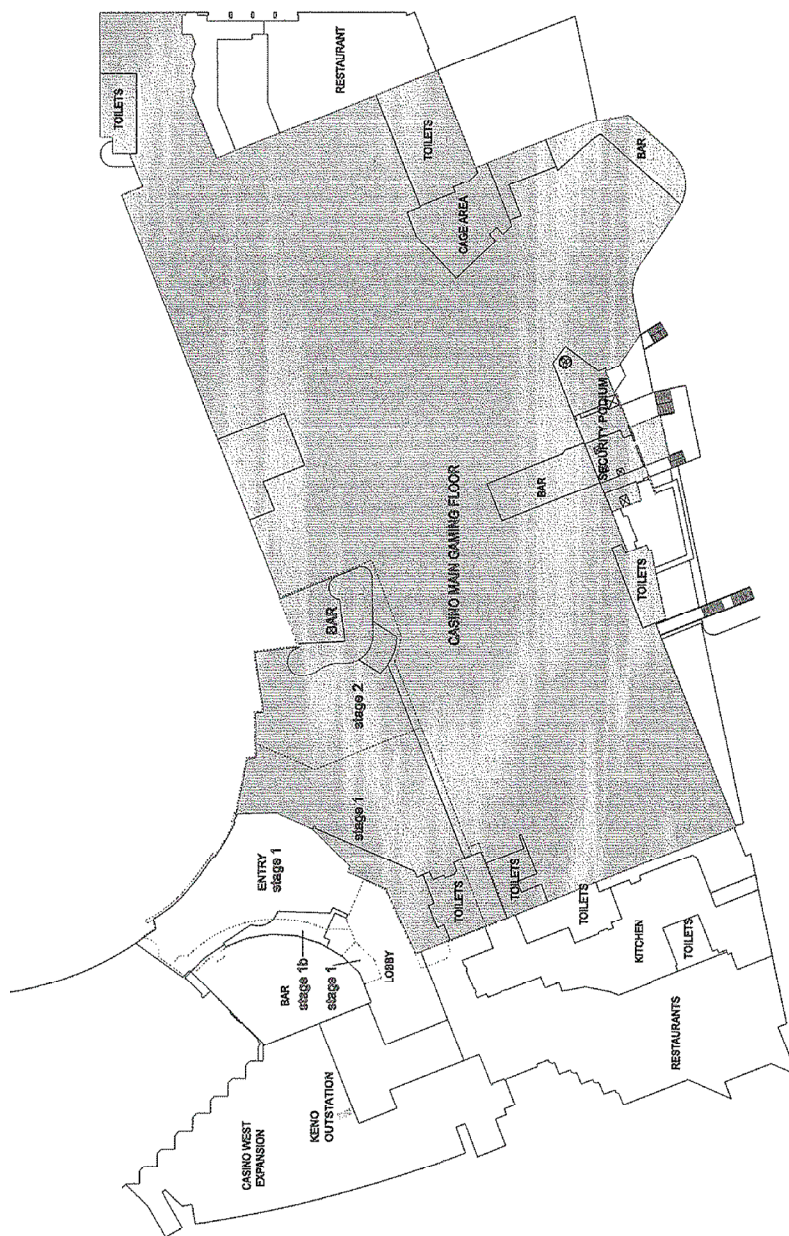 TOILETS
RESTAURANT
TOILETS
CAGE AREA
BAR
SECURITY PODIUM
BAR
CASINO MAIN GAMING FLOOR
TOILETS
BAR
stage 2
stage 1
ENTRY
stage 1
TOILETS
TOILETS
TOILETS
KITCHEN
TOILETS
RESTAURANTS
LOBBY
BAR
stage 1b
stage 1
KENO
OUTSTATION
CASINO WEST
EXPANSION